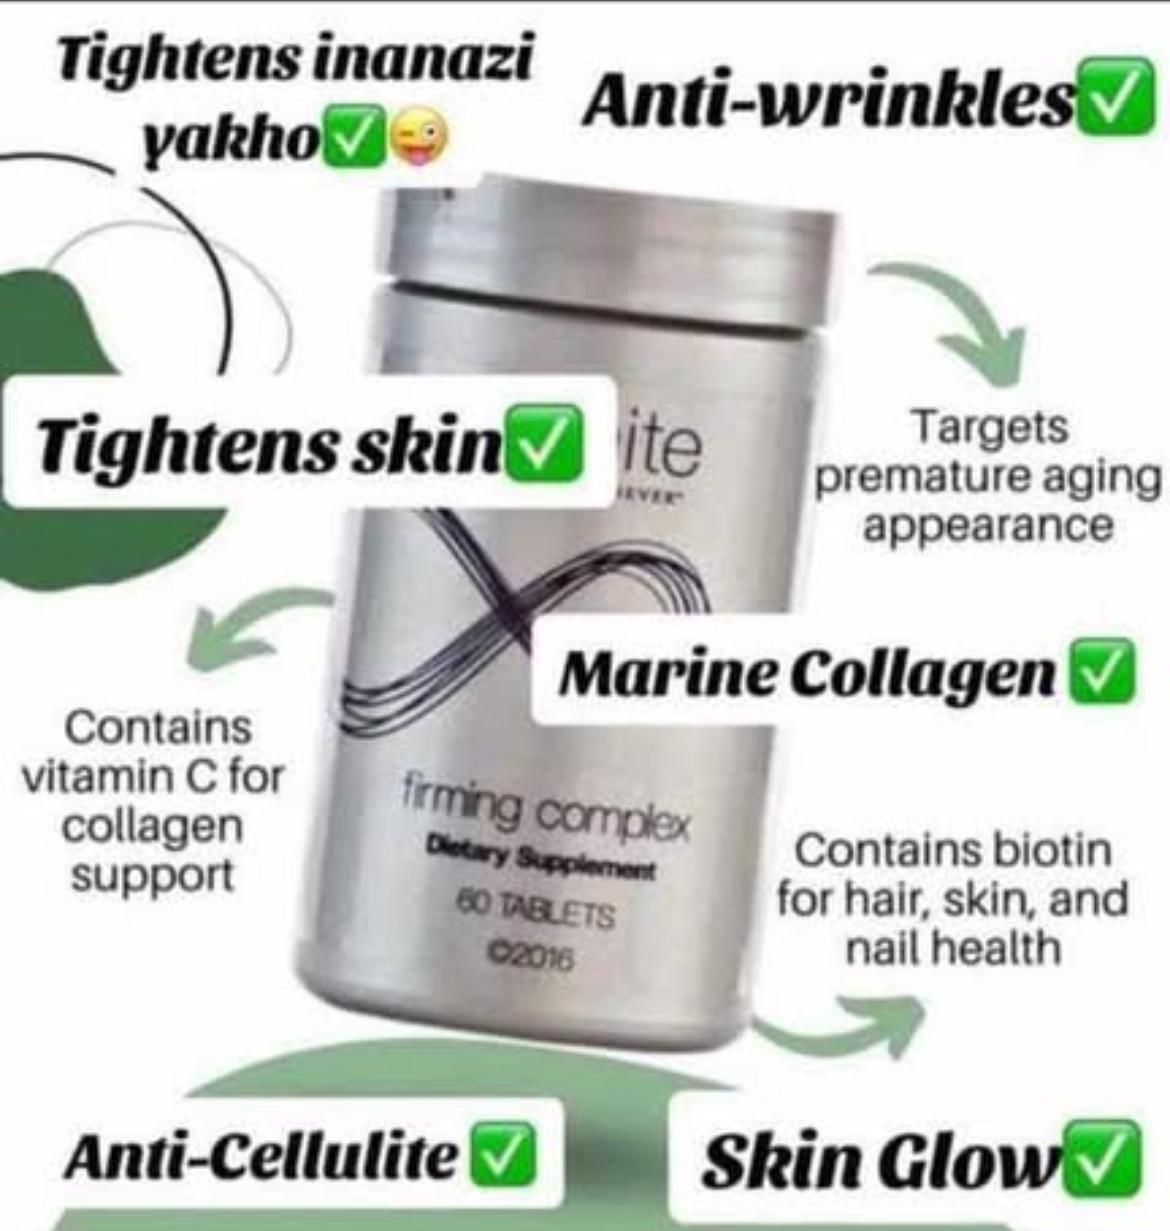 Tightens inanazi
yakho✅😜
Anti-wrinkles✅
Tightens skin✅
Targets
premature aging
appearance
Marine Collagen ✅
Contains
vitamin C for
collagen
support
firming complex
Dietary Supplement
60 TABLETS
©2016
Contains biotin
for hair, skin, and
nail health
Anti-Cellulite ✅
Skin Glow✅